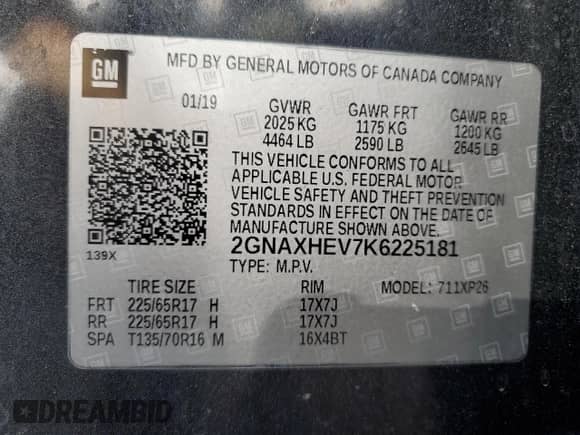 GM
MFD BY GENERAL MOTORS OF CANADA COMPANY
01/19 GVWR GAWR FRT GAWR RR
2025 KG 1175 KG 1200 KG
4464 LB 2590 LB 2645 LB
THIS VEHICLE CONFORMS TO ALL
APPLICABLE U.S. FEDERAL MOTOR
VEHICLE SAFETY AND THEFT PREVENTION
STANDARDS IN EFFECT ON THE DATE OF
MANUFACTURE SHOWN ABOVE.
139X 2GNAXHEV7K6225181
TYPE: M.P.V.
TIRE SIZE RIM MODEL: 711XP26
FRT 225/65R17 H 17X7J
RR 225/65R17 H 17X7J
SPA T135/70R16 M 16X4BT
DREAMBID